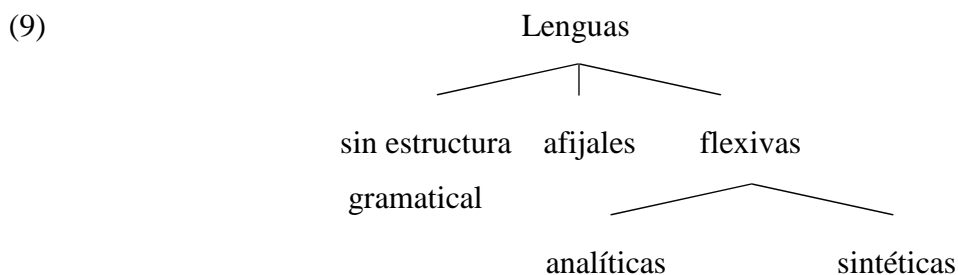 (9) Lenguas
sin estructura afijales flexivas
gramatical
analíticas sintéticas